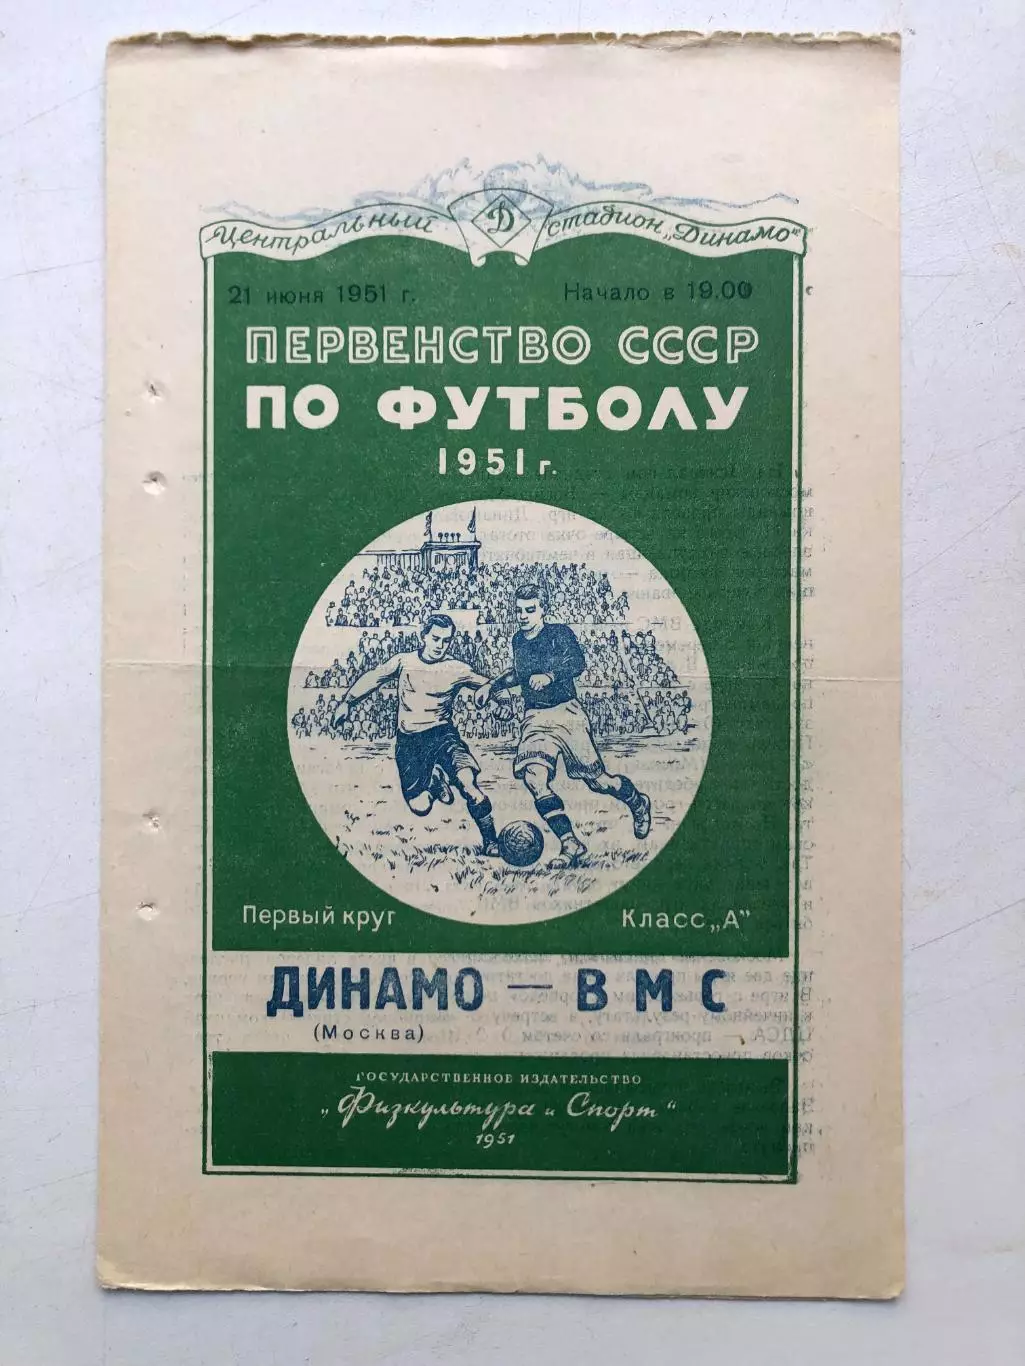 Центральный Д стадион „Динамо“
21 июня 1951 г. Начало в 19.00
ПЕРВЕНСТВО СССР
ПО ФУТБОЛУ
1951 г.
Первый круг Класс „А“
ДИНАМО — ВМС
(Москва)
ГОСУДАРСТВЕННОЕ ИЗДАТЕЛЬСТВО
„Физкультура и Спорт“
1951